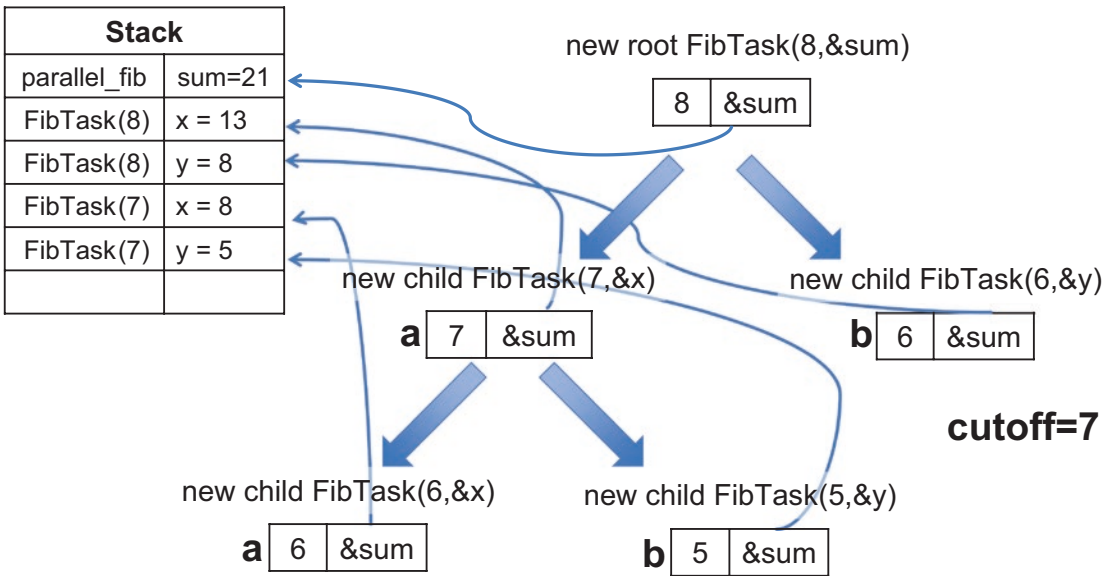 Stack
parallel_fib sum=21
FibTask(8) x = 13
FibTask(8) y = 8
FibTask(7) x = 8
FibTask(7) y = 5
new root FibTask(8,&sum)
8 &sum
new child FibTask(7,&x)
a 7 &sum
new child FibTask(6,&y)
b 6 &sum
cutoff=7
new child FibTask(6,&x)
a 6 &sum
new child FibTask(5,&y)
b 5 &sum